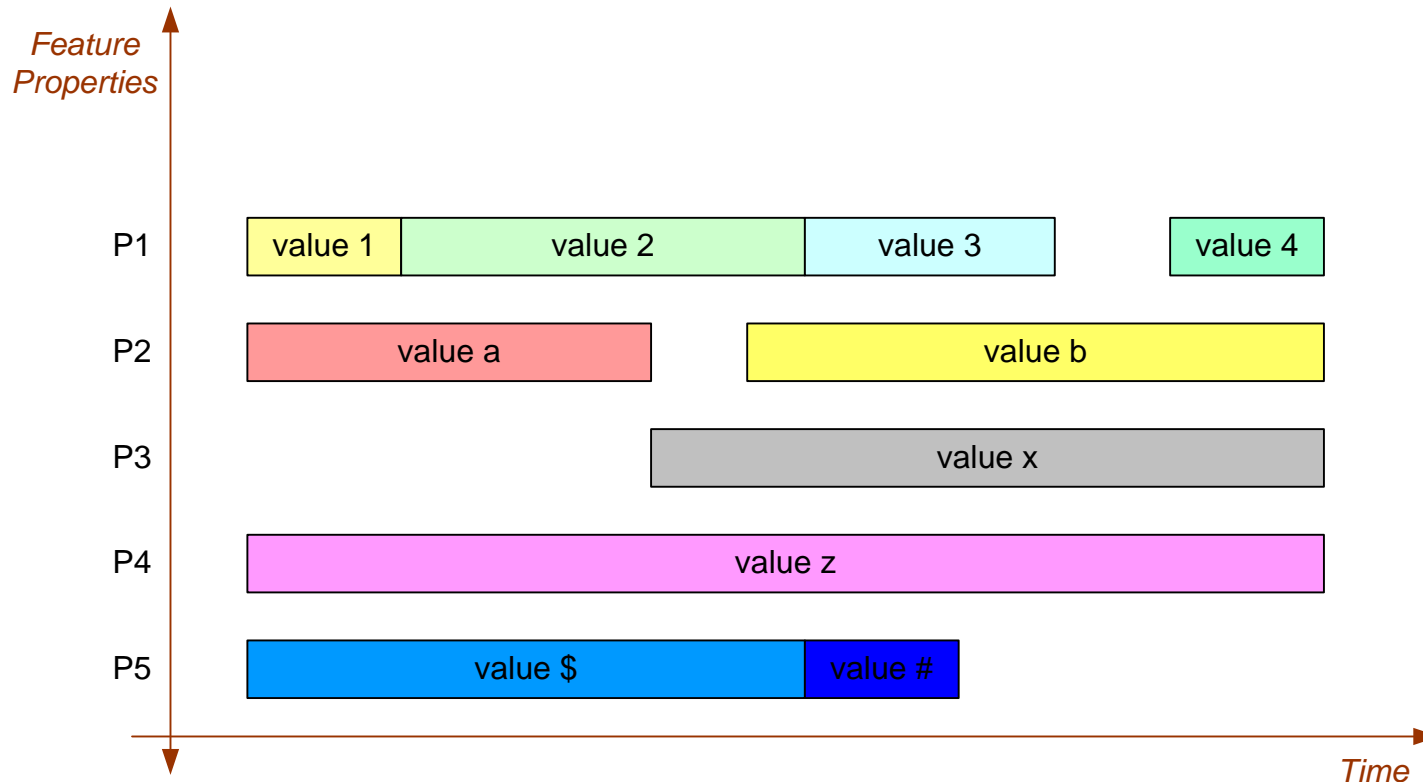 Feature
Properties
P1
value 1
value 2
value 3
value 4
P2
value a
value b
P3
value x
P4
value z
P5
value $
value #
Time